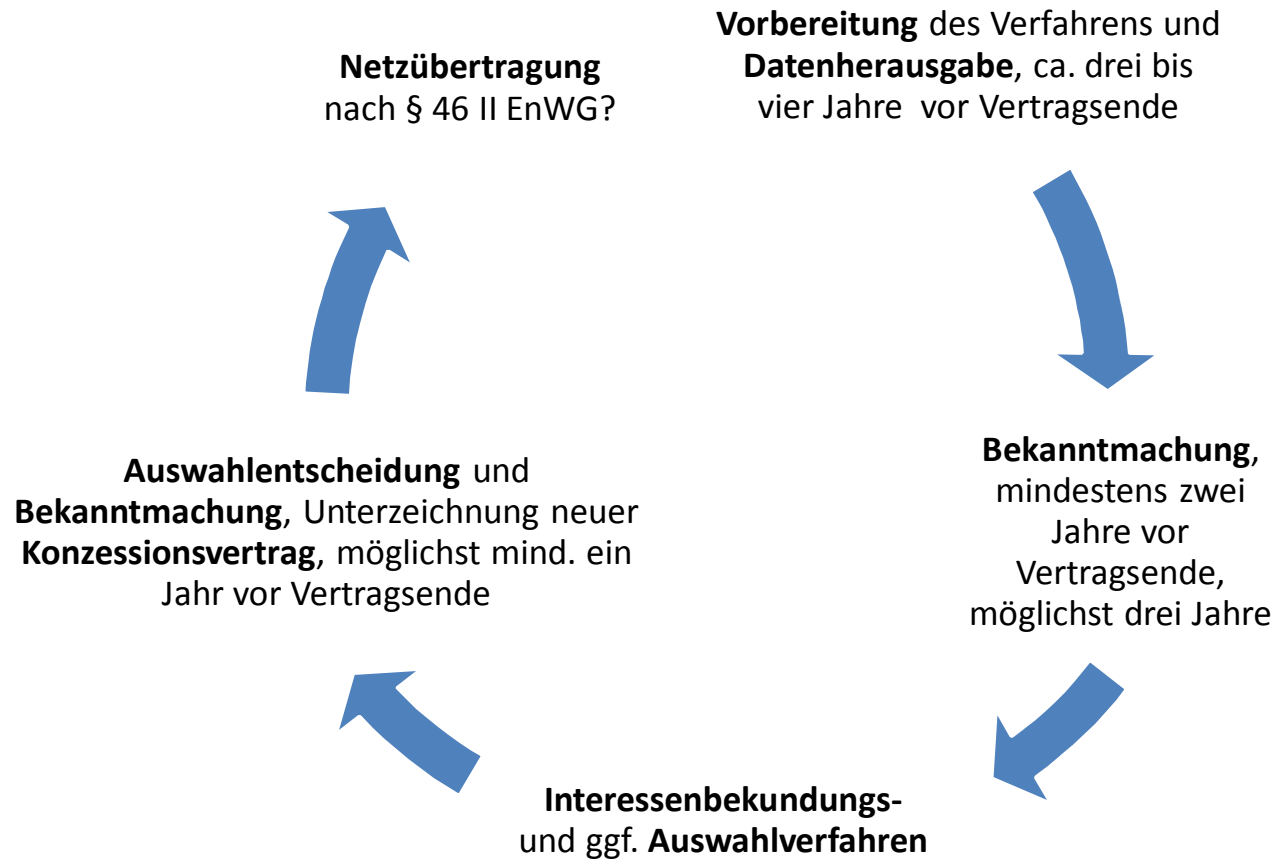 Vorbereitung des Verfahrens und
Datenherausgabe, ca. drei bis
vier Jahre vor Vertragsende
Bekanntmachung,
mindestens zwei
Jahre vor
Vertragsende,
möglichst drei Jahre
Interessenbekundungs-
und ggf. Auswahlverfahren
Auswahlentscheidung und
Bekanntmachung, Unterzeichnung neuer
Konzessionsvertrag, möglichst mind. ein
Jahr vor Vertragsende
Netzübertragung
nach § 46 II EnWG?